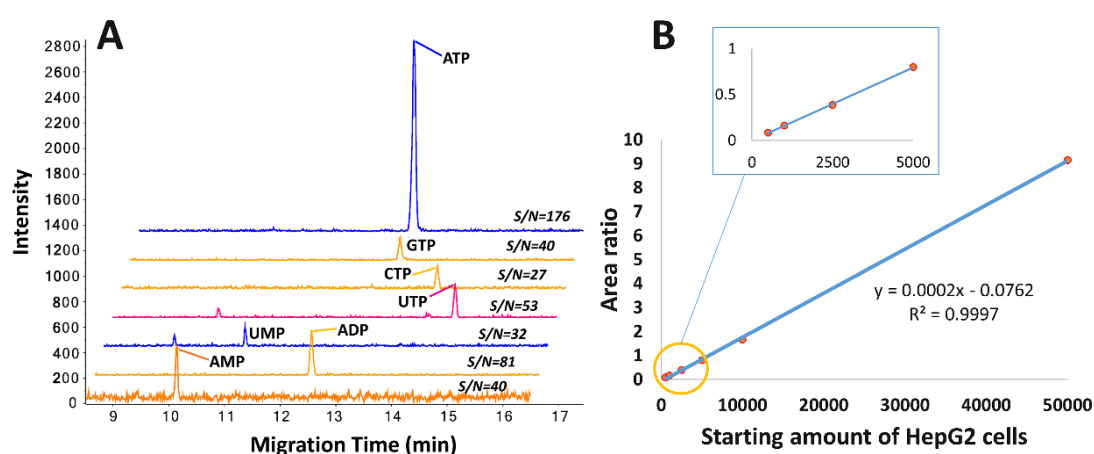 A
2800
2600
2400
2200
2000
1800
1600
1400
1200
1000
800
600
400
200
0
Intensity
ATP
S/N=176
GTP
S/N=40
CTP
S/N=27
UTP
S/N=53
UMP
S/N=32
ADP
S/N=81
AMP
S/N=40
9 10 11 12 13 14 15 16 17
Migration Time (min)
B
1
0.5
0
0 2500 5000
10
9
8
7
6
5
4
3
2
1
0
Area ratio
y = 0.0002x - 0.0762
R² = 0.9997
0 10000 20000 30000 40000 50000
Starting amount of HepG2 cells